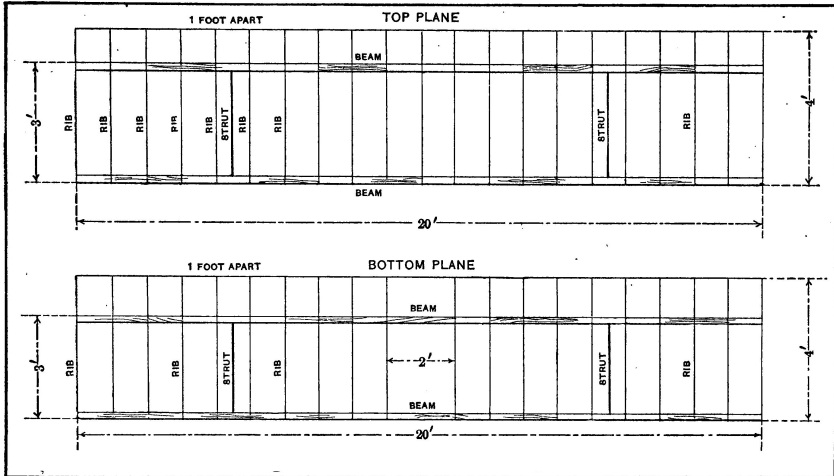 1 FOOT APART TOP PLANE
BEAM
3' RIB RIB RIB RIB RIB STRUT RIB RIB STRUT RIB 4'
BEAM
20'
1 FOOT APART BOTTOM PLANE
BEAM
3' RIB RIB STRUT RIB 2' STRUT RIB 4'
BEAM
20'